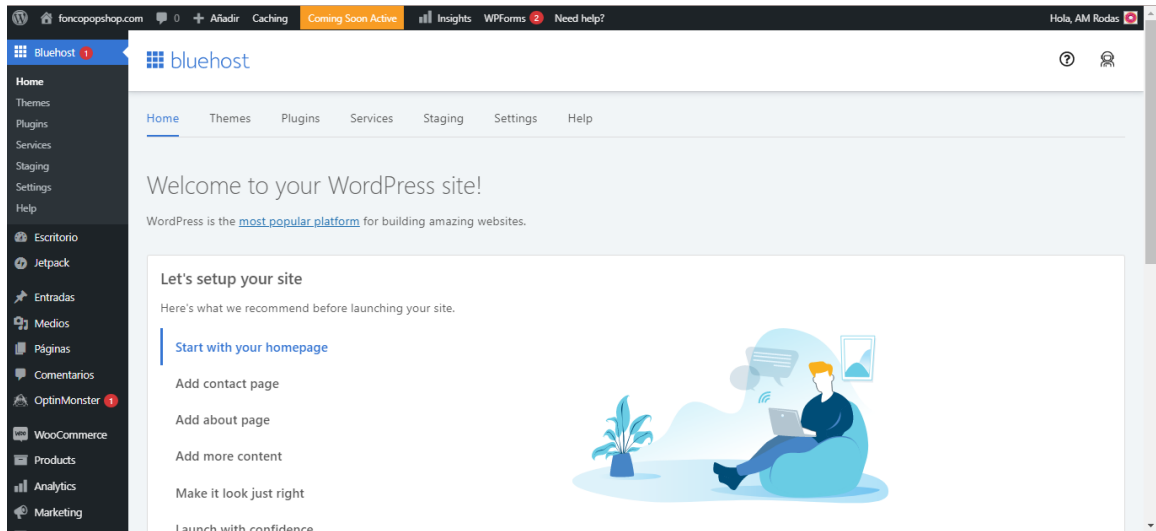 foncopopshop.com 0 + Añadir Caching Coming Soon Active Insights WPForms 2 Need help? Hola, AM Rodas
Bluehost 1
Home
Themes
Plugins
Services
Staging
Settings
Help
Escritorio
Jetpack
Entradas
Medios
Páginas
Comentarios
OptinMonster 1
WooCommerce
Products
Analytics
Marketing
bluehost
Home Themes Plugins Services Staging Settings Help
Welcome to your WordPress site!
WordPress is the most popular platform for building amazing websites.
Let's setup your site
Here's what we recommend before launching your site.
Start with your homepage
Add contact page
Add about page
Add more content
Make it look just right
Launch with confidence